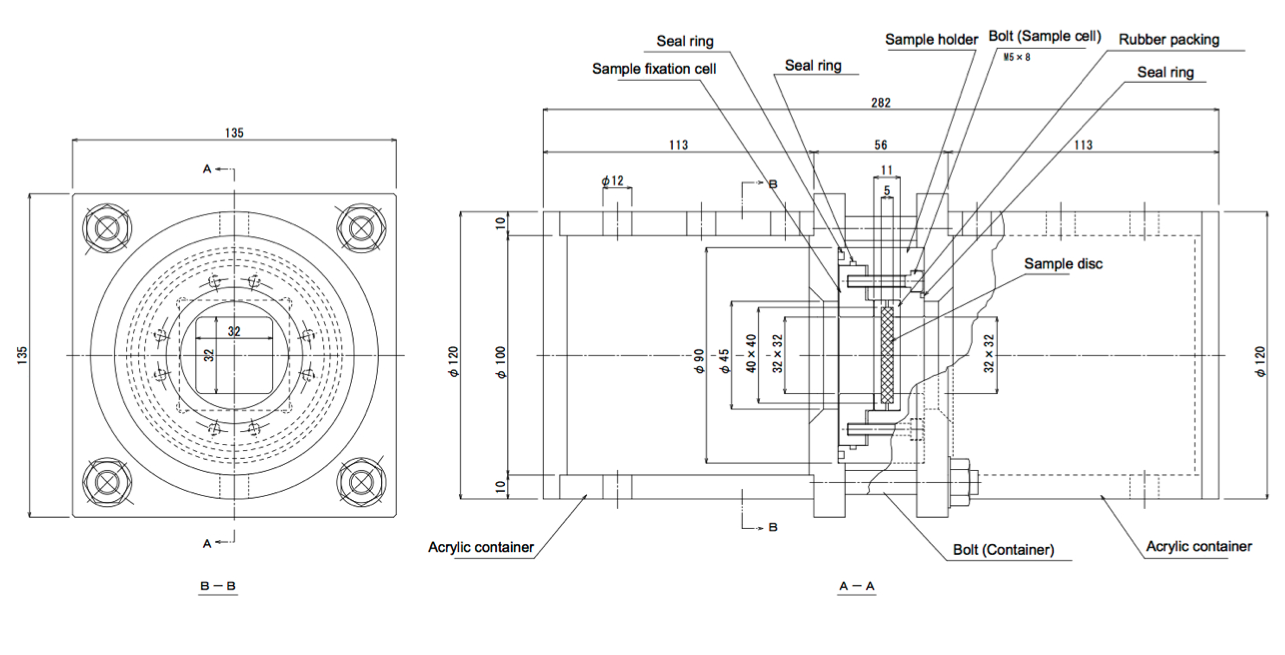 Seal ring
Sample holder
Bolt (Sample cell)
M5×8
Rubber packing
Sample fixation cell
Seal ring
Seal ring
282
135
113
56
113
A
11
B
φ12
5
10
Sample disc
32
32
135
φ120
φ100
φ90
φ45
40×40
32×32
32×32
φ120
10
A
B
Acrylic container
Bolt (Container)
Acrylic container
B－B
A－A